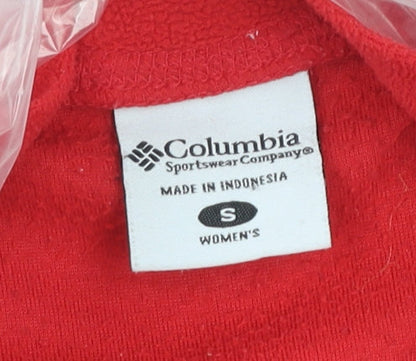 Columbia
Sportswear Company®
MADE IN INDONESIA
S
WOMEN'S